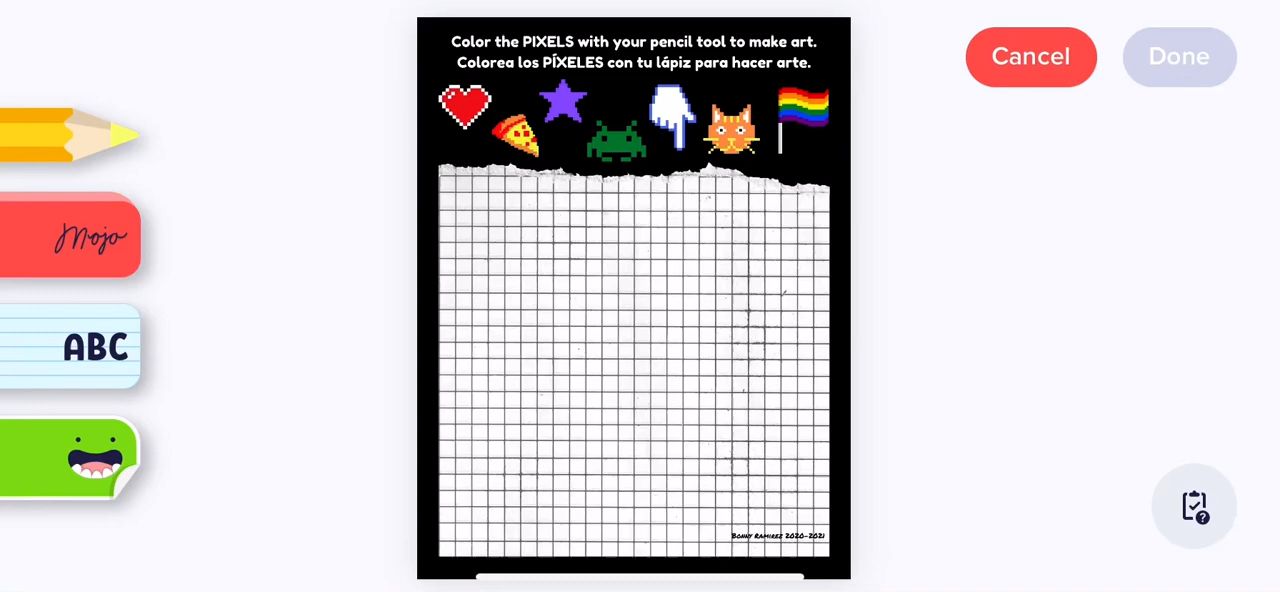 Color the PIXELS with your pencil tool to make art.
Colorea los PÍXELES con tu lápiz para hacer arte.
Cancel
Done
Mojo
ABC
?
Bonny Ramirez 2020-2021